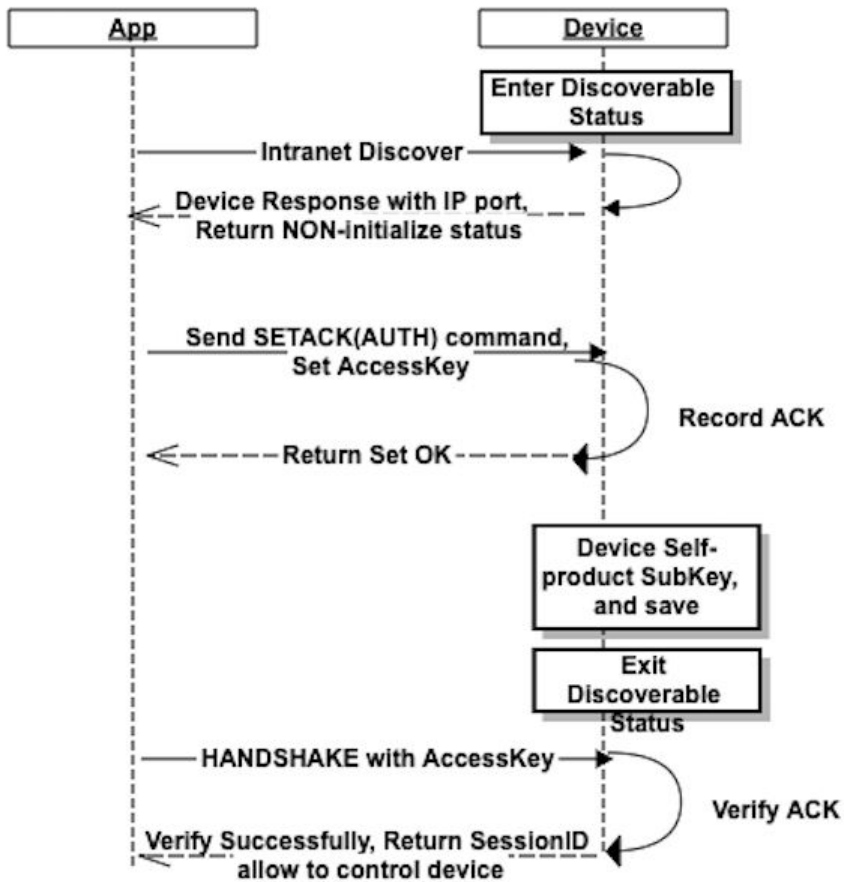 App
Device
Enter Discoverable
Status
Intranet Discover
Device Response with IP port,
Return NON-initialize status
Send SETACK(AUTH) command,
Set AccessKey
Record ACK
Return Set OK
Device Self-
product SubKey,
and save
Exit
Discoverable
Status
HANDSHAKE with AccessKey
Verify ACK
Verify Successfully, Return SessionID
allow to control device